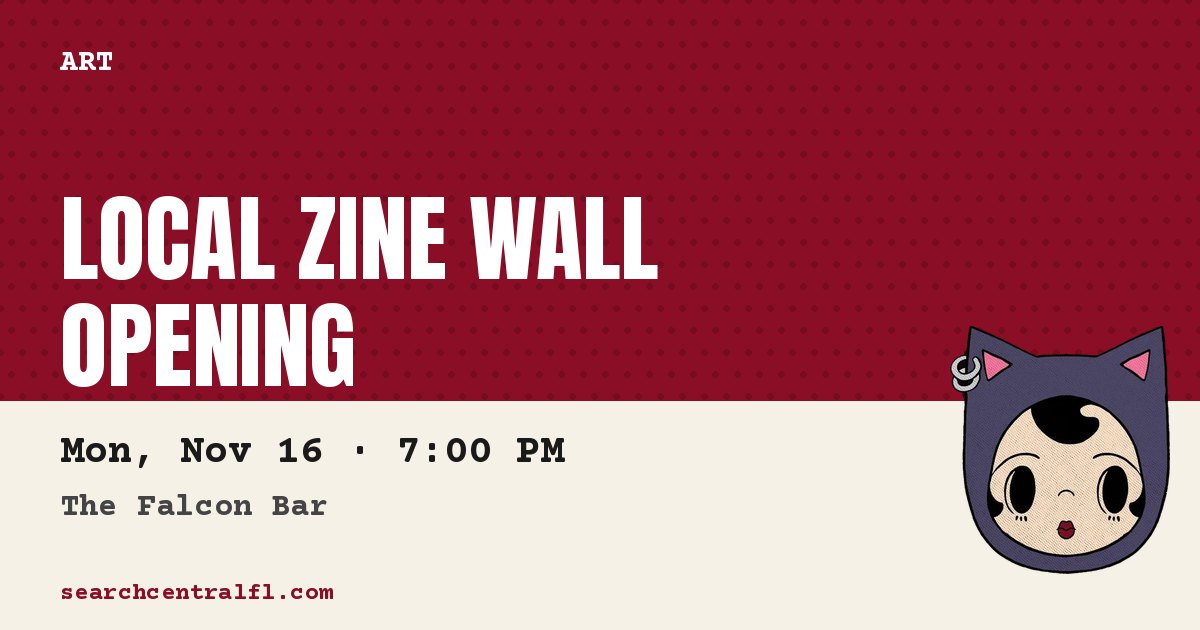 ART
LOCAL ZINE WALL
OPENING
Mon, Nov 16 · 7:00 PM
The Falcon Bar
searchcentralfl.com